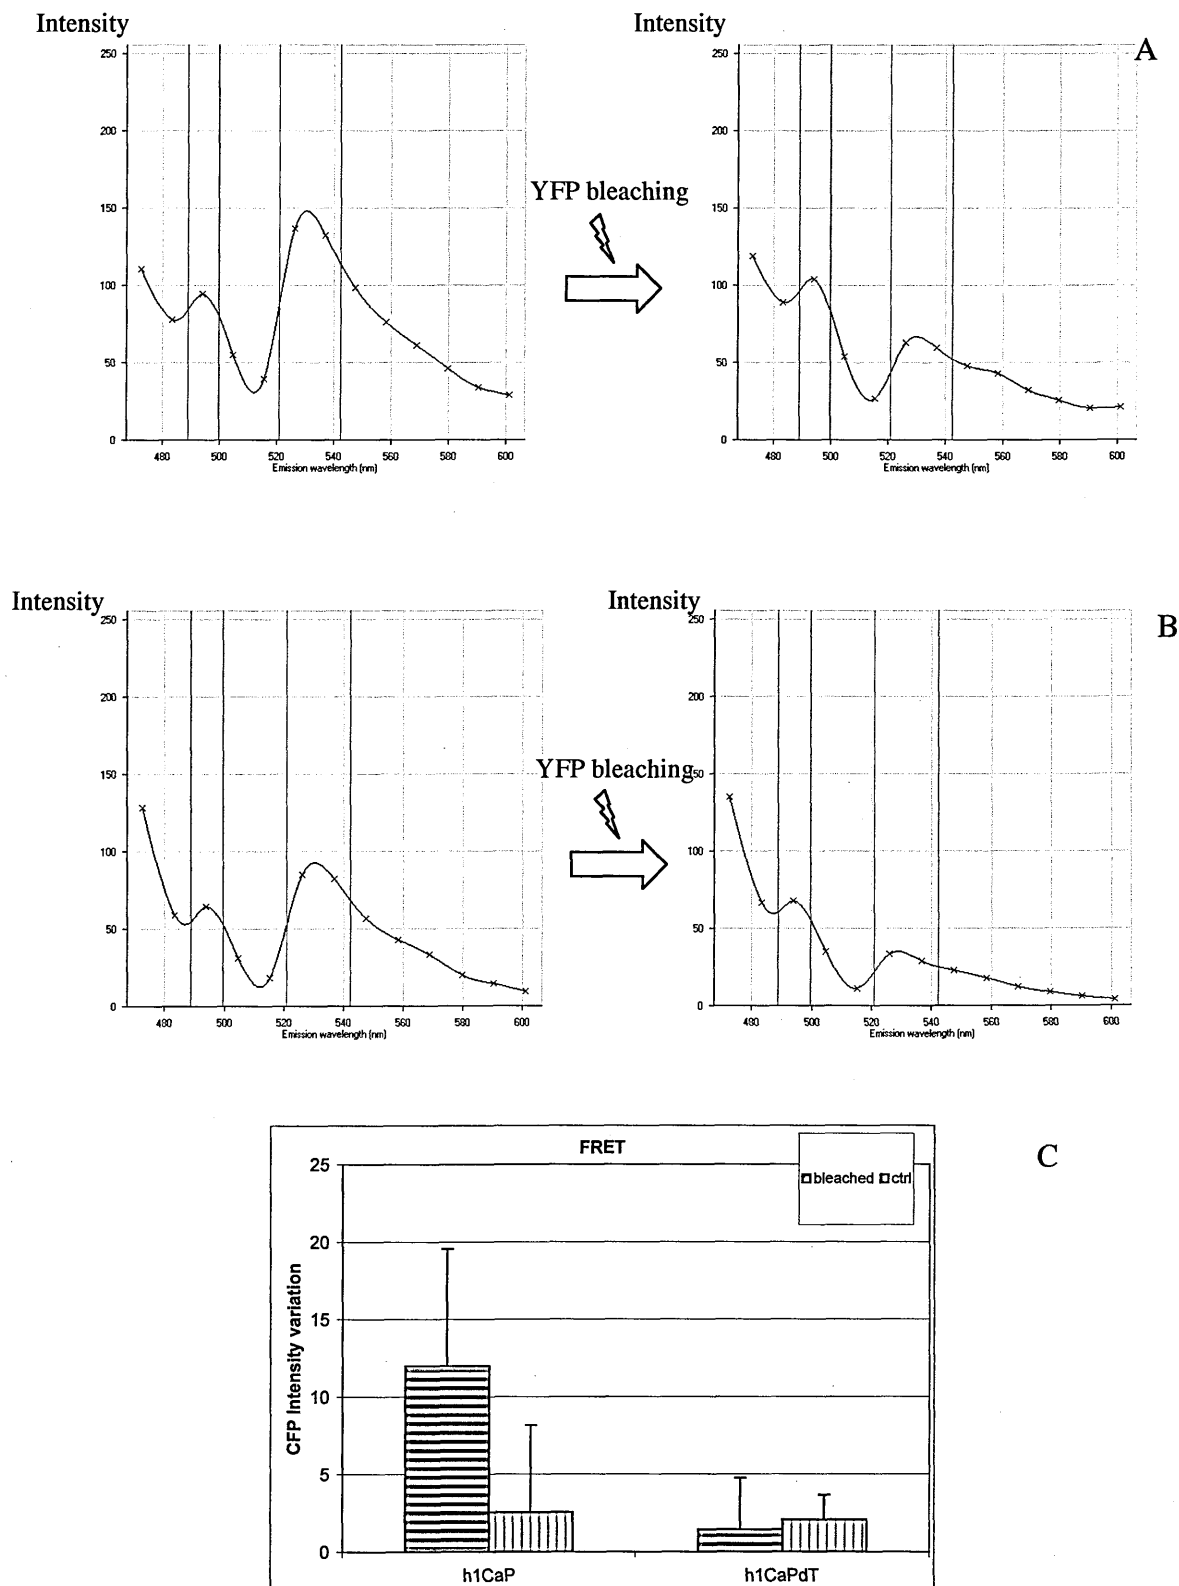 Intensity
Intensity
A
250
200
150
100
50
0
480 500 520 540 560 580 600
Emission wavelength [nm]
YFP bleaching
250
200
150
100
50
0
480 500 520 540 560 580 600
Emission wavelength [nm]
Intensity
Intensity
B
250
200
150
100
50
0
480 500 520 540 560 580 600
Emission wavelength [nm]
YFP bleaching
250
200
150
100
50
0
480 500 520 540 560 580 600
Emission wavelength [nm]
C
FRET
bleached ctrl
CFP Intensity variation
25
20
15
10
5
0
h1CaP h1CaPdT